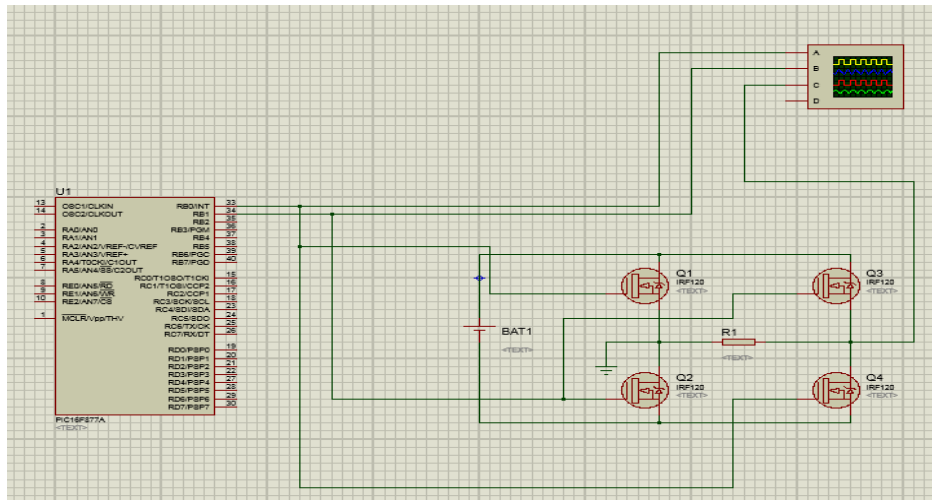 A
B
C
D
U1
13 OSC1/CLKIN RB0/INT 33
14 OSC2/CLKOUT RB1 34
RB2 35
2 RA0/AN0 RB3/PGM 36
3 RA1/AN1 RB4 37
4 RA2/AN2/VREF-/CVREF RB5 38
5 RA3/AN3/VREF+ RB6/PGC 39
6 RA4/T0CKI/C1OUT RB7/PGD 40
7 RA5/AN4/SS/C2OUT
RC0/T1OSO/T1CKI 15
8 RE0/AN5/RD RC1/T1OSI/CCP2 16
9 RE1/AN6/WR RC2/CCP1 17
10 RE2/AN7/CS RC3/SCK/SCL 18
RC4/SDI/SDA 23
1 MCLR/Vpp/THV RC5/SDO 24
RC6/TX/CK 25
RC7/RX/DT 26
RD0/PSP0 19
RD1/PSP1 20
RD2/PSP2 21
RD3/PSP3 22
RD4/PSP4 27
RD5/PSP5 28
RD6/PSP6 29
RD7/PSP7 30
PIC16F877A
<TEXT>
Q1
IRF120
<TEXT>
Q3
IRF120
<TEXT>
BAT1
<TEXT>
R1
<TEXT>
Q2
IRF120
<TEXT>
Q4
IRF120
<TEXT>